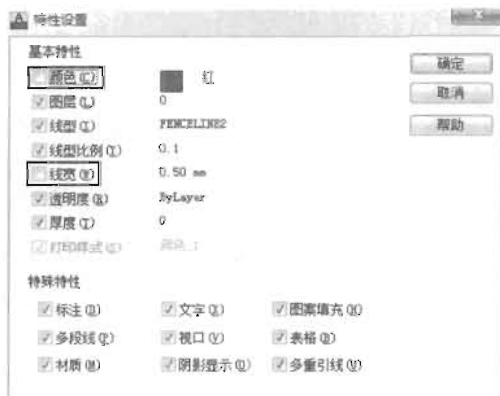 特性设置
基本特性
颜色(C) 红
图层(L) 0
线型(I) FENCELINE2
线型比例(Y) 0.1
线宽(W) 0.50 mm
透明度(R) ByLayer
厚度(T) 0
打印样式(S)
特殊特性
标注(D) 文字(X) 图案填充(H)
多段线(P) 视口(V) 表格(B)
材质(M) 阴影显示(O) 多重引线(U)
确定
取消
帮助